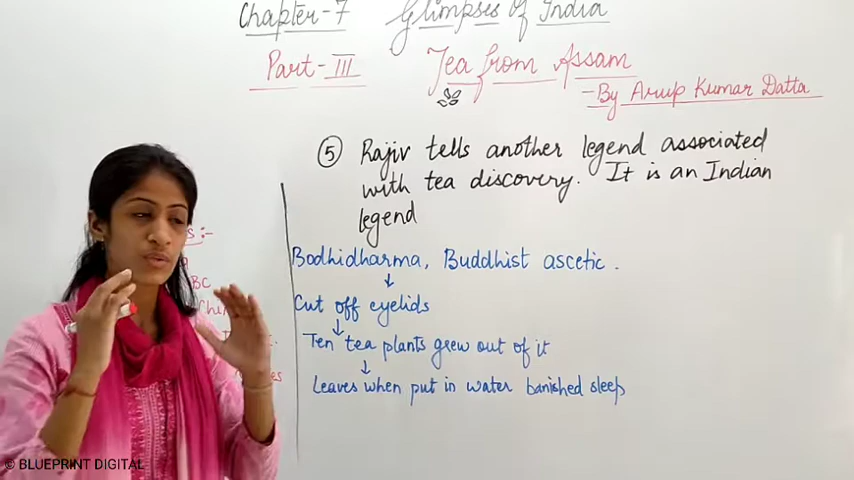 Chapter-7 Glimpses of India
Part-III Tea from Assam
-By Arup Kumar Datta
5 Rajiv tells another legend associated
with tea discovery. It is an Indian
legend
Bodhidharma, Buddhist ascetic.
↓
Cut off eyelids
↓
Ten tea plants grew out of it
↓
Leaves when put in water banished sleep
BC
© BLUEPRINT DIGITAL